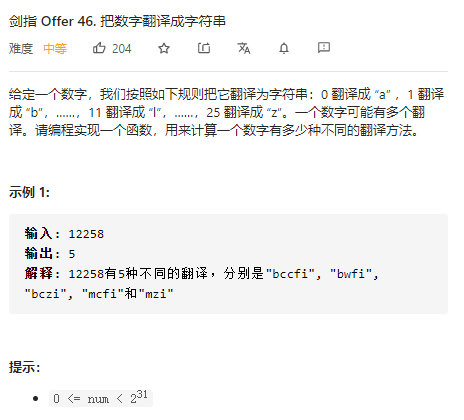 剑指 Offer 46. 把数字翻译成字符串
难度 中等 204
给定一个数字，我们按照如下规则把它翻译为字符串：0 翻译成 “a” ，1 翻译
成 “b”，……，11 翻译成 “l”，……，25 翻译成 “z”。一个数字可能有多个翻
译。请编程实现一个函数，用来计算一个数字有多少种不同的翻译方法。
示例 1:
输入: 12258
输出: 5
解释: 12258有5种不同的翻译，分别是"bccfi", "bwfi",
"bczi", "mcfi"和"mzi"
提示：
• 0 <= num < 2³¹